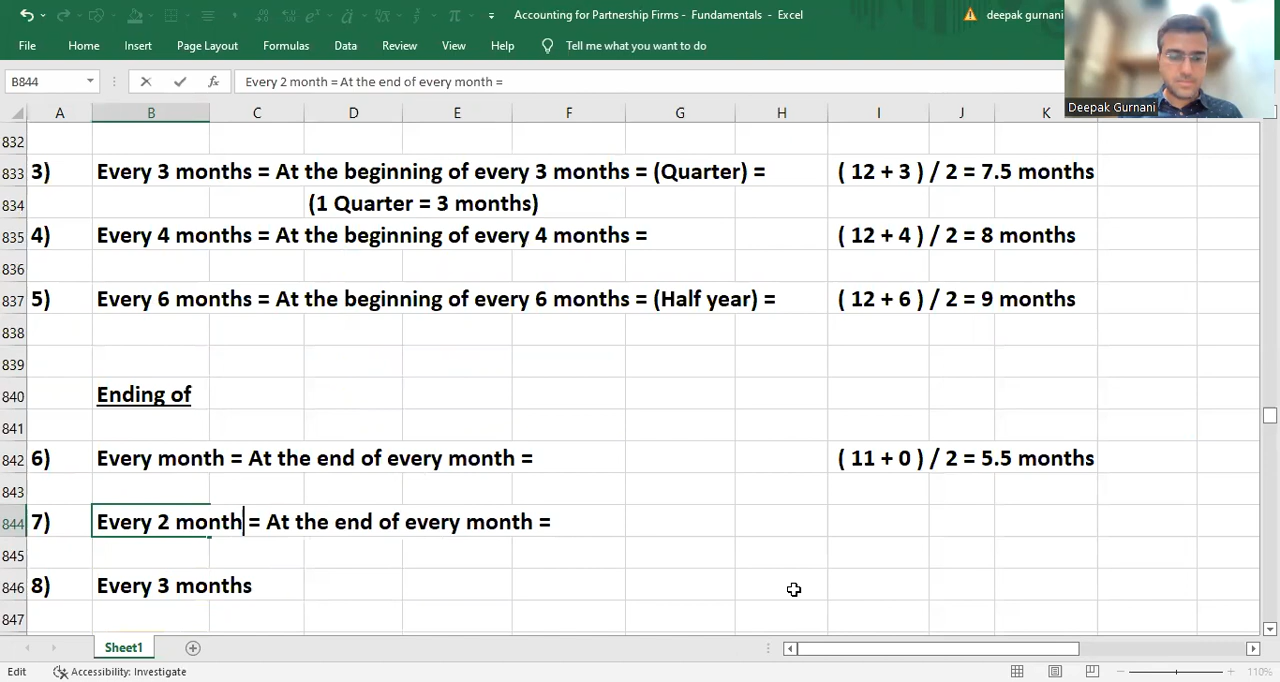 Accounting for Partnership Firms - Fundamentals - Excel
deepak gurnani
File Home Insert Page Layout Formulas Data Review View Help Tell me what you want to do
Deepak Gurnani
B844 fx Every 2 month = At the end of every month =
A B C D E F G H I J K
832
833 3) Every 3 months = At the beginning of every 3 months = (Quarter) = ( 12 + 3 ) / 2 = 7.5 months
834 (1 Quarter = 3 months)
835 4) Every 4 months = At the beginning of every 4 months = ( 12 + 4 ) / 2 = 8 months
836
837 5) Every 6 months = At the beginning of every 6 months = (Half year) = ( 12 + 6 ) / 2 = 9 months
838
839
840 Ending of
841
842 6) Every month = At the end of every month = ( 11 + 0 ) / 2 = 5.5 months
843
844 7) Every 2 month = At the end of every month =
845
846 8) Every 3 months
847
Sheet1
Edit Accessibility: Investigate 110%